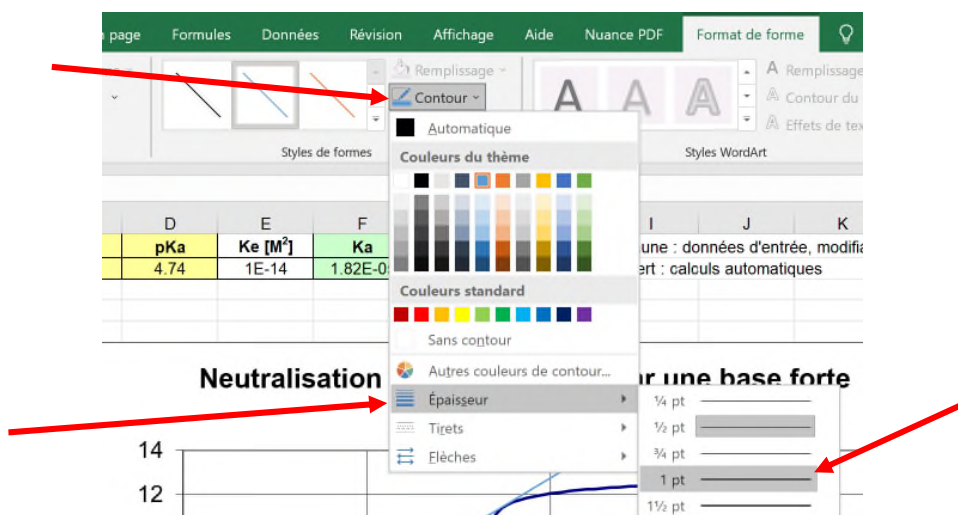 page Formules Données Révision Affichage Aide Nuance PDF Format de forme
Remplissage A Remplissage
Contour A A A A Contour du
A Effets de tex
Styles de formes Styles WordArt
Automatique
Couleurs du thème
D E F I J K
pKa Ke [M²] Ka une : données d'entrée, modifia
4.74 1E-14 1.82E-0 ert : calculs automatiques
Couleurs standard
Sans contour
Autres couleurs de contour...
Neutralisation r une base forte
Épaisseur ¼ pt
Tirets ½ pt
Flèches ¾ pt
14 1 pt
12 1½ pt